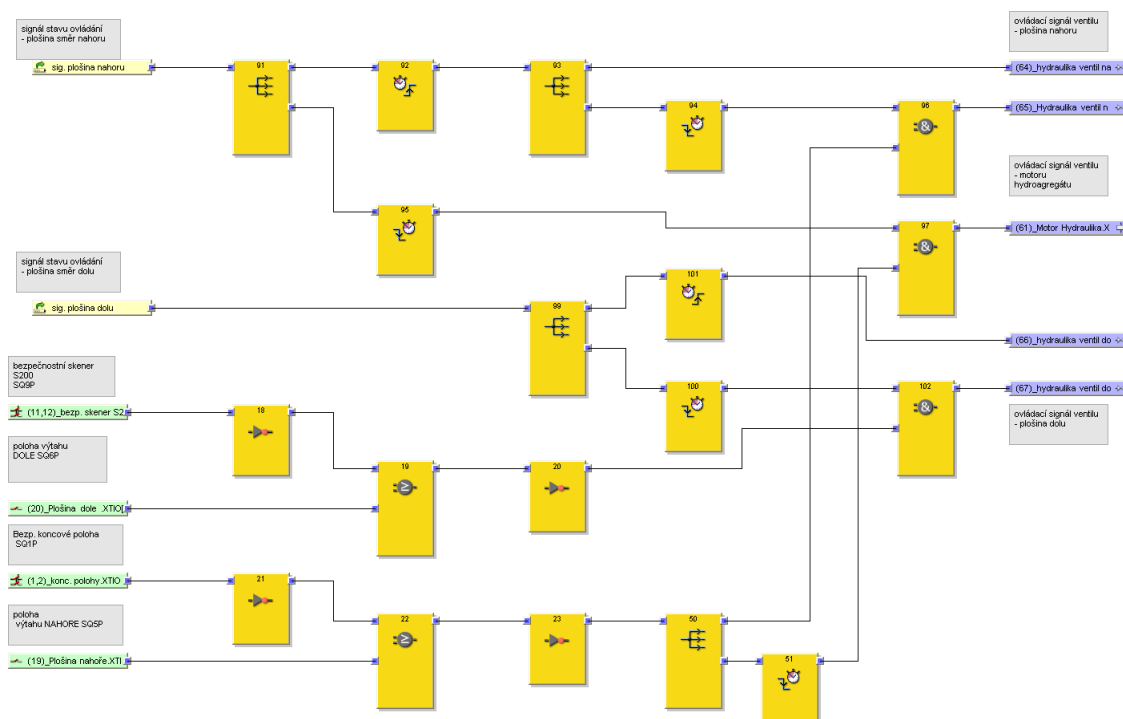 signál stavu ovládání
- plošina směr nahoru
ovládací signál ventilu
- plošina nahoru
sig. plošina nahoru
91
92
93
(64)_hydraulika ventil na
94
96
(65)_Hydraulika ventil n
&
ovládací signál ventilu
- motoru
hydroagregátu
95
97
(61)_Motor Hydraulika.X
&
signál stavu ovládání
- plošina směr dolu
101
sig. plošina dolu
99
(66)_hydraulika ventil do
bezpečnostní skener
S200
SQ9P
100
102
(67)_hydraulika ventil do
&
(11,12)_bezp. skener S2
18
ovládací signál ventilu
- plošina dolu
poloha výtahu
DOLE SQ6P
19
20
≥
(20)_Plošina dole .XTIO[
Bezp. koncové poloha
SQ1P
(1,2)_konc. polohy.XTIO
21
poloha
výtahu NAHORE SQ5P
22
23
50
≥
(19)_Plošina nahoře.XTI
51